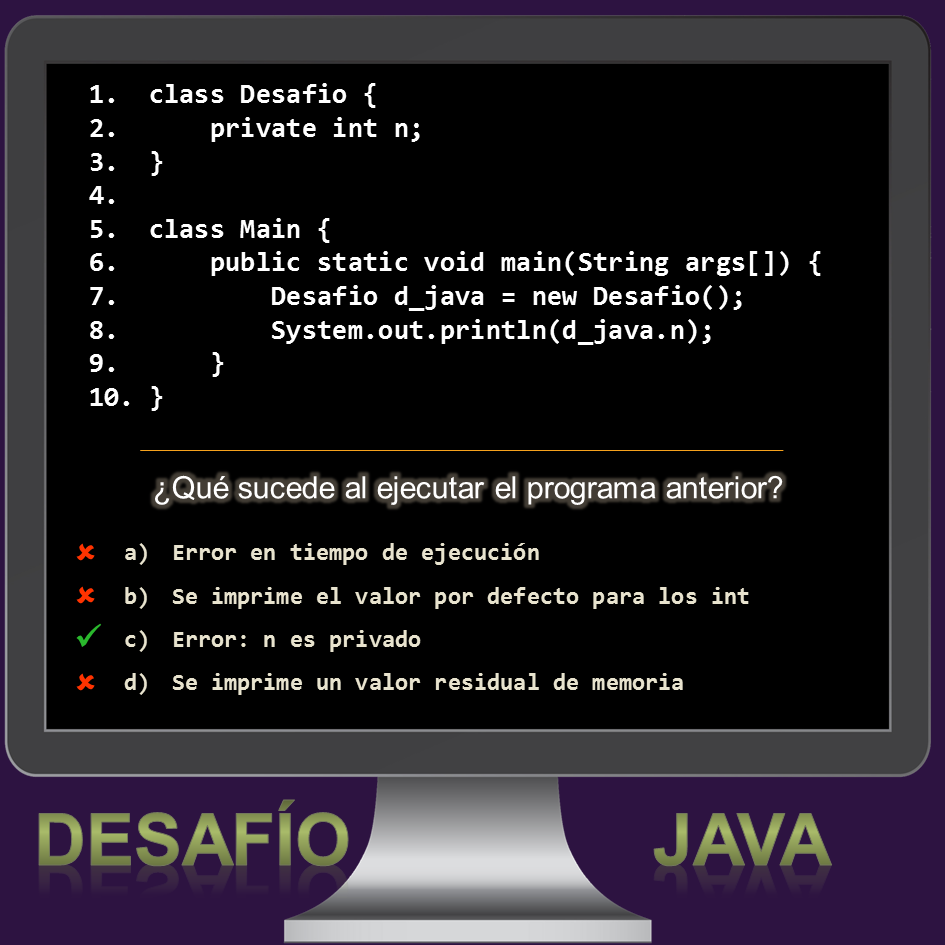 1. class Desafio {
2. private int n;
3. }
4.
5. class Main {
6. public static void main(String args[]) {
7. Desafio d_java = new Desafio();
8. System.out.println(d_java.n);
9. }
10. }
¿Qué sucede al ejecutar el programa anterior?
✘ a) Error en tiempo de ejecución
✘ b) Se imprime el valor por defecto para los int
✓ c) Error: n es privado
✘ d) Se imprime un valor residual de memoria
DESAFÍO JAVA